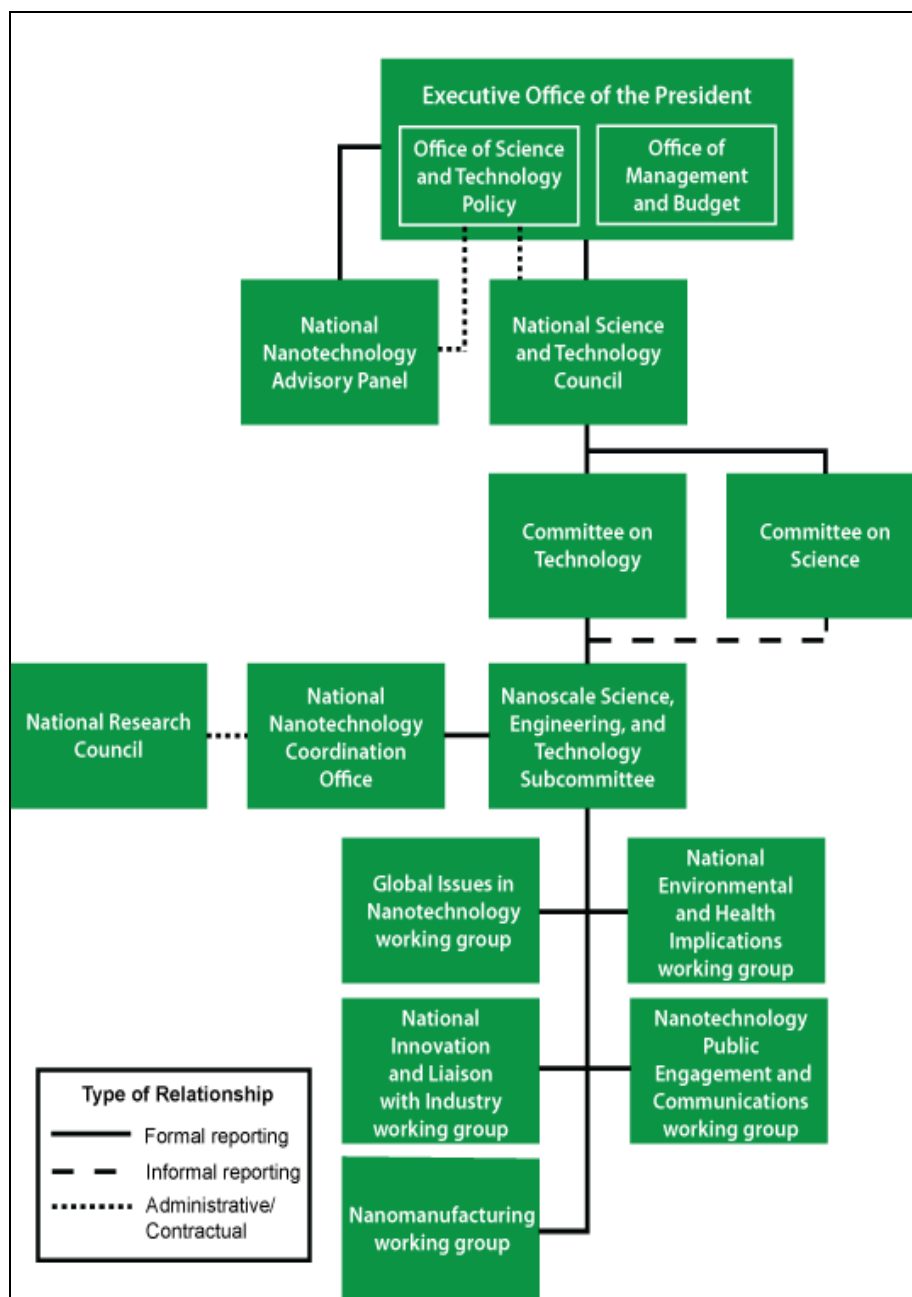 Executive Office of the President
Office of Science
and Technology
Policy
Office of
Management
and Budget
National
Nanotechnology
Advisory Panel
National Science
and Technology
Council
Committee on
Technology
Committee on
Science
National Research
Council
National
Nanotechnology
Coordination
Office
Nanoscale Science,
Engineering, and
Technology
Subcommittee
Global Issues in
Nanotechnology
working group
National
Environmental
and Health
Implications
working group
National
Innovation
and Liaison
with Industry
working group
Nanotechnology
Public
Engagement and
Communications
working group
Nanomanufacturing
working group
Type of Relationship
Formal reporting
Informal reporting
Administrative/
Contractual